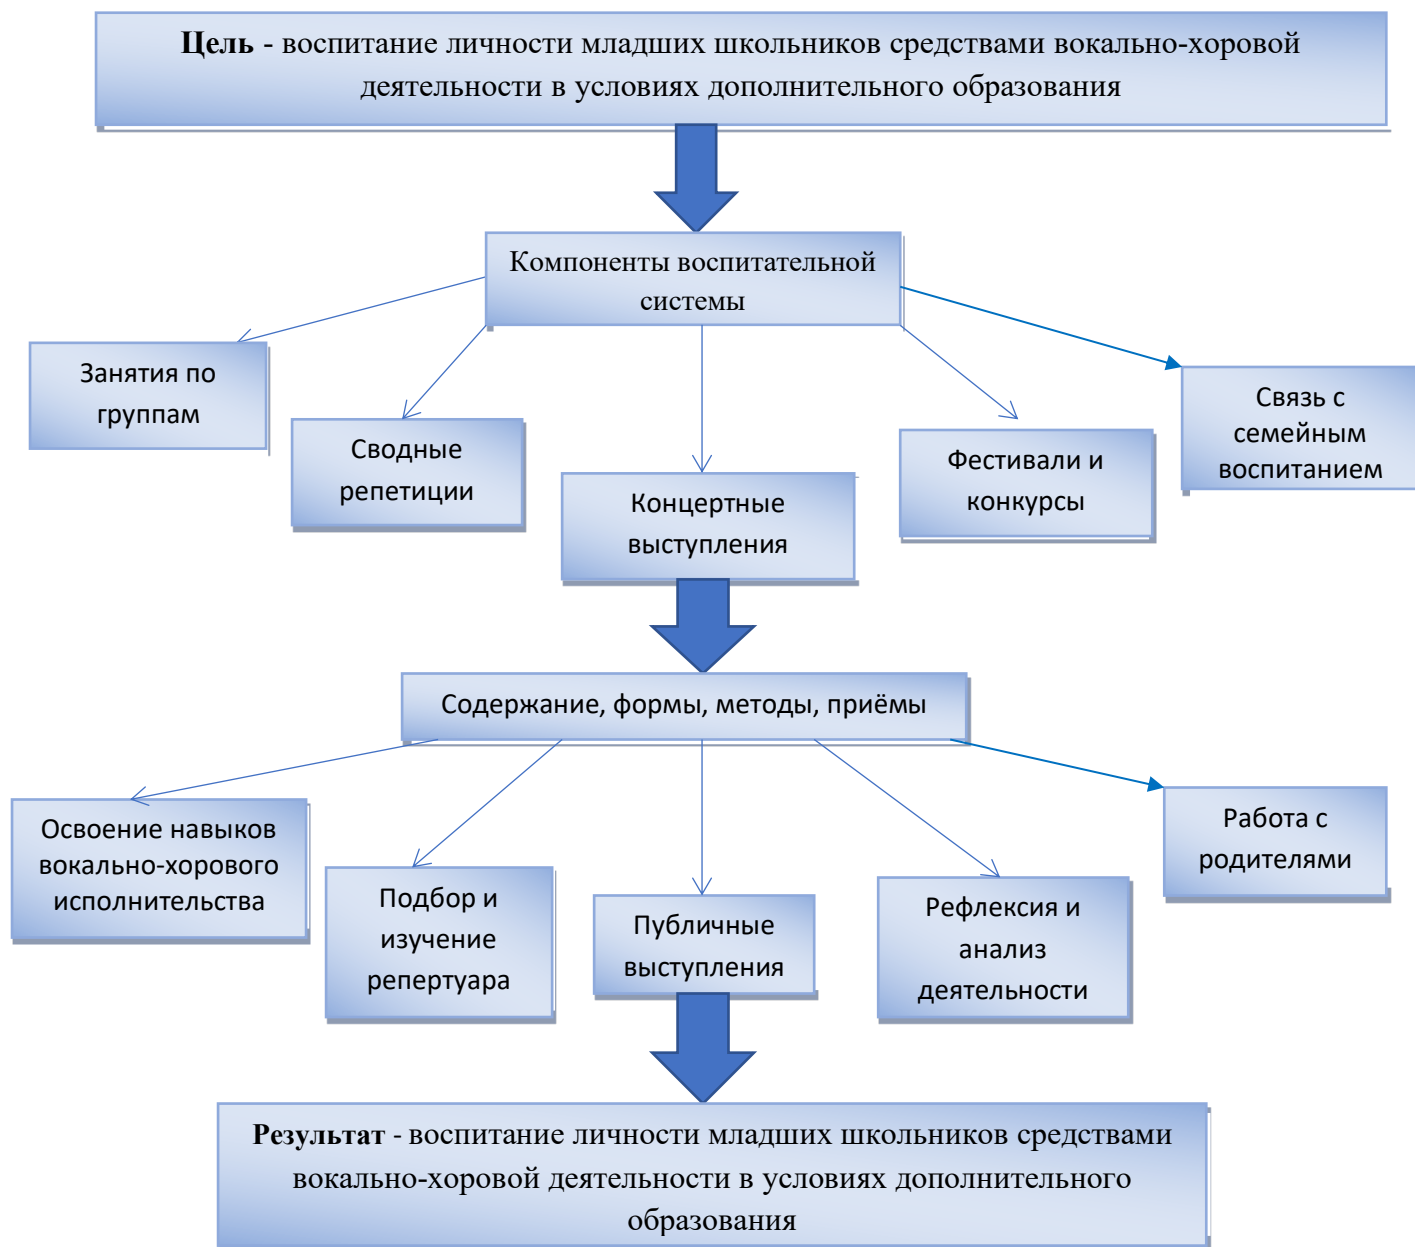 Цель - воспитание личности младших школьников средствами вокально-хоровой
деятельности в условиях дополнительного образования
Компоненты воспитательной
системы
Занятия по
группам
Сводные
репетиции
Концертные
выступления
Фестивали и
конкурсы
Связь с
семейным
воспитанием
Содержание, формы, методы, приёмы
Освоение навыков
вокально-хорового
исполнительства
Подбор и
изучение
репертуара
Публичные
выступления
Рефлексия и
анализ
деятельности
Работа с
родителями
Результат - воспитание личности младших школьников средствами
вокально-хоровой деятельности в условиях дополнительного
образования